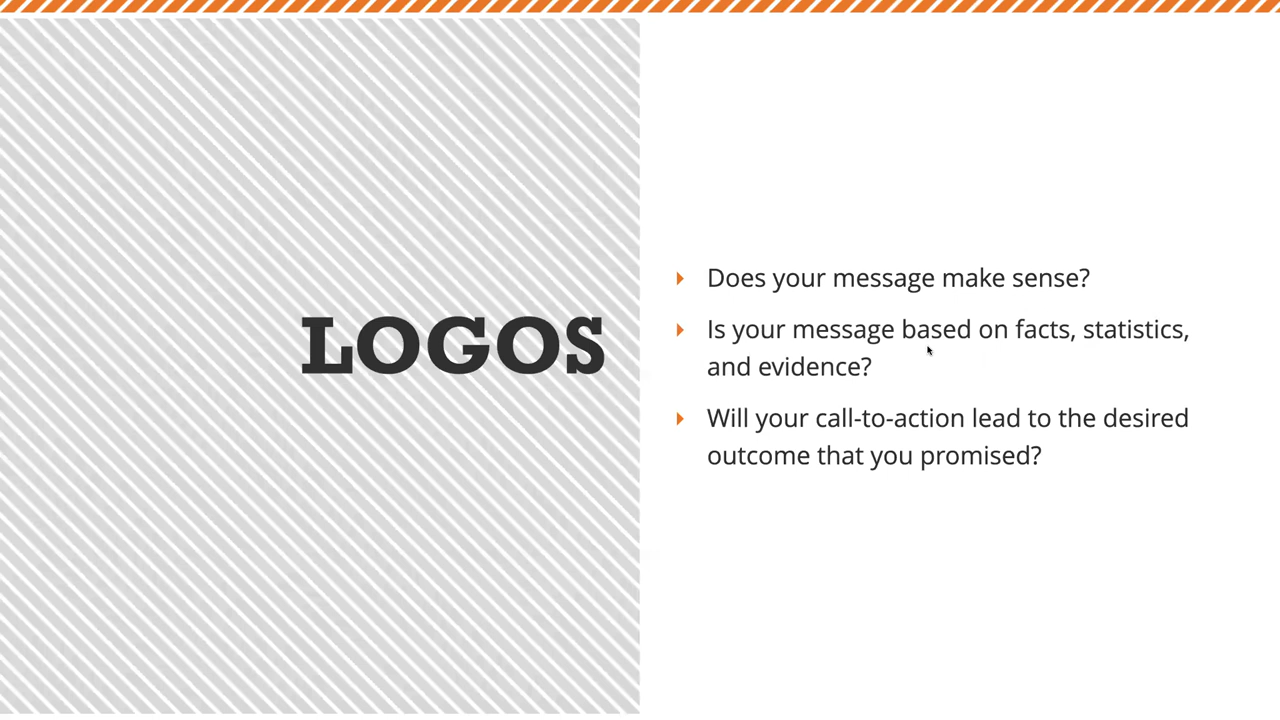 LOGOS
Does your message make sense?
Is your message based on facts, statistics,
and evidence?
Will your call-to-action lead to the desired
outcome that you promised?